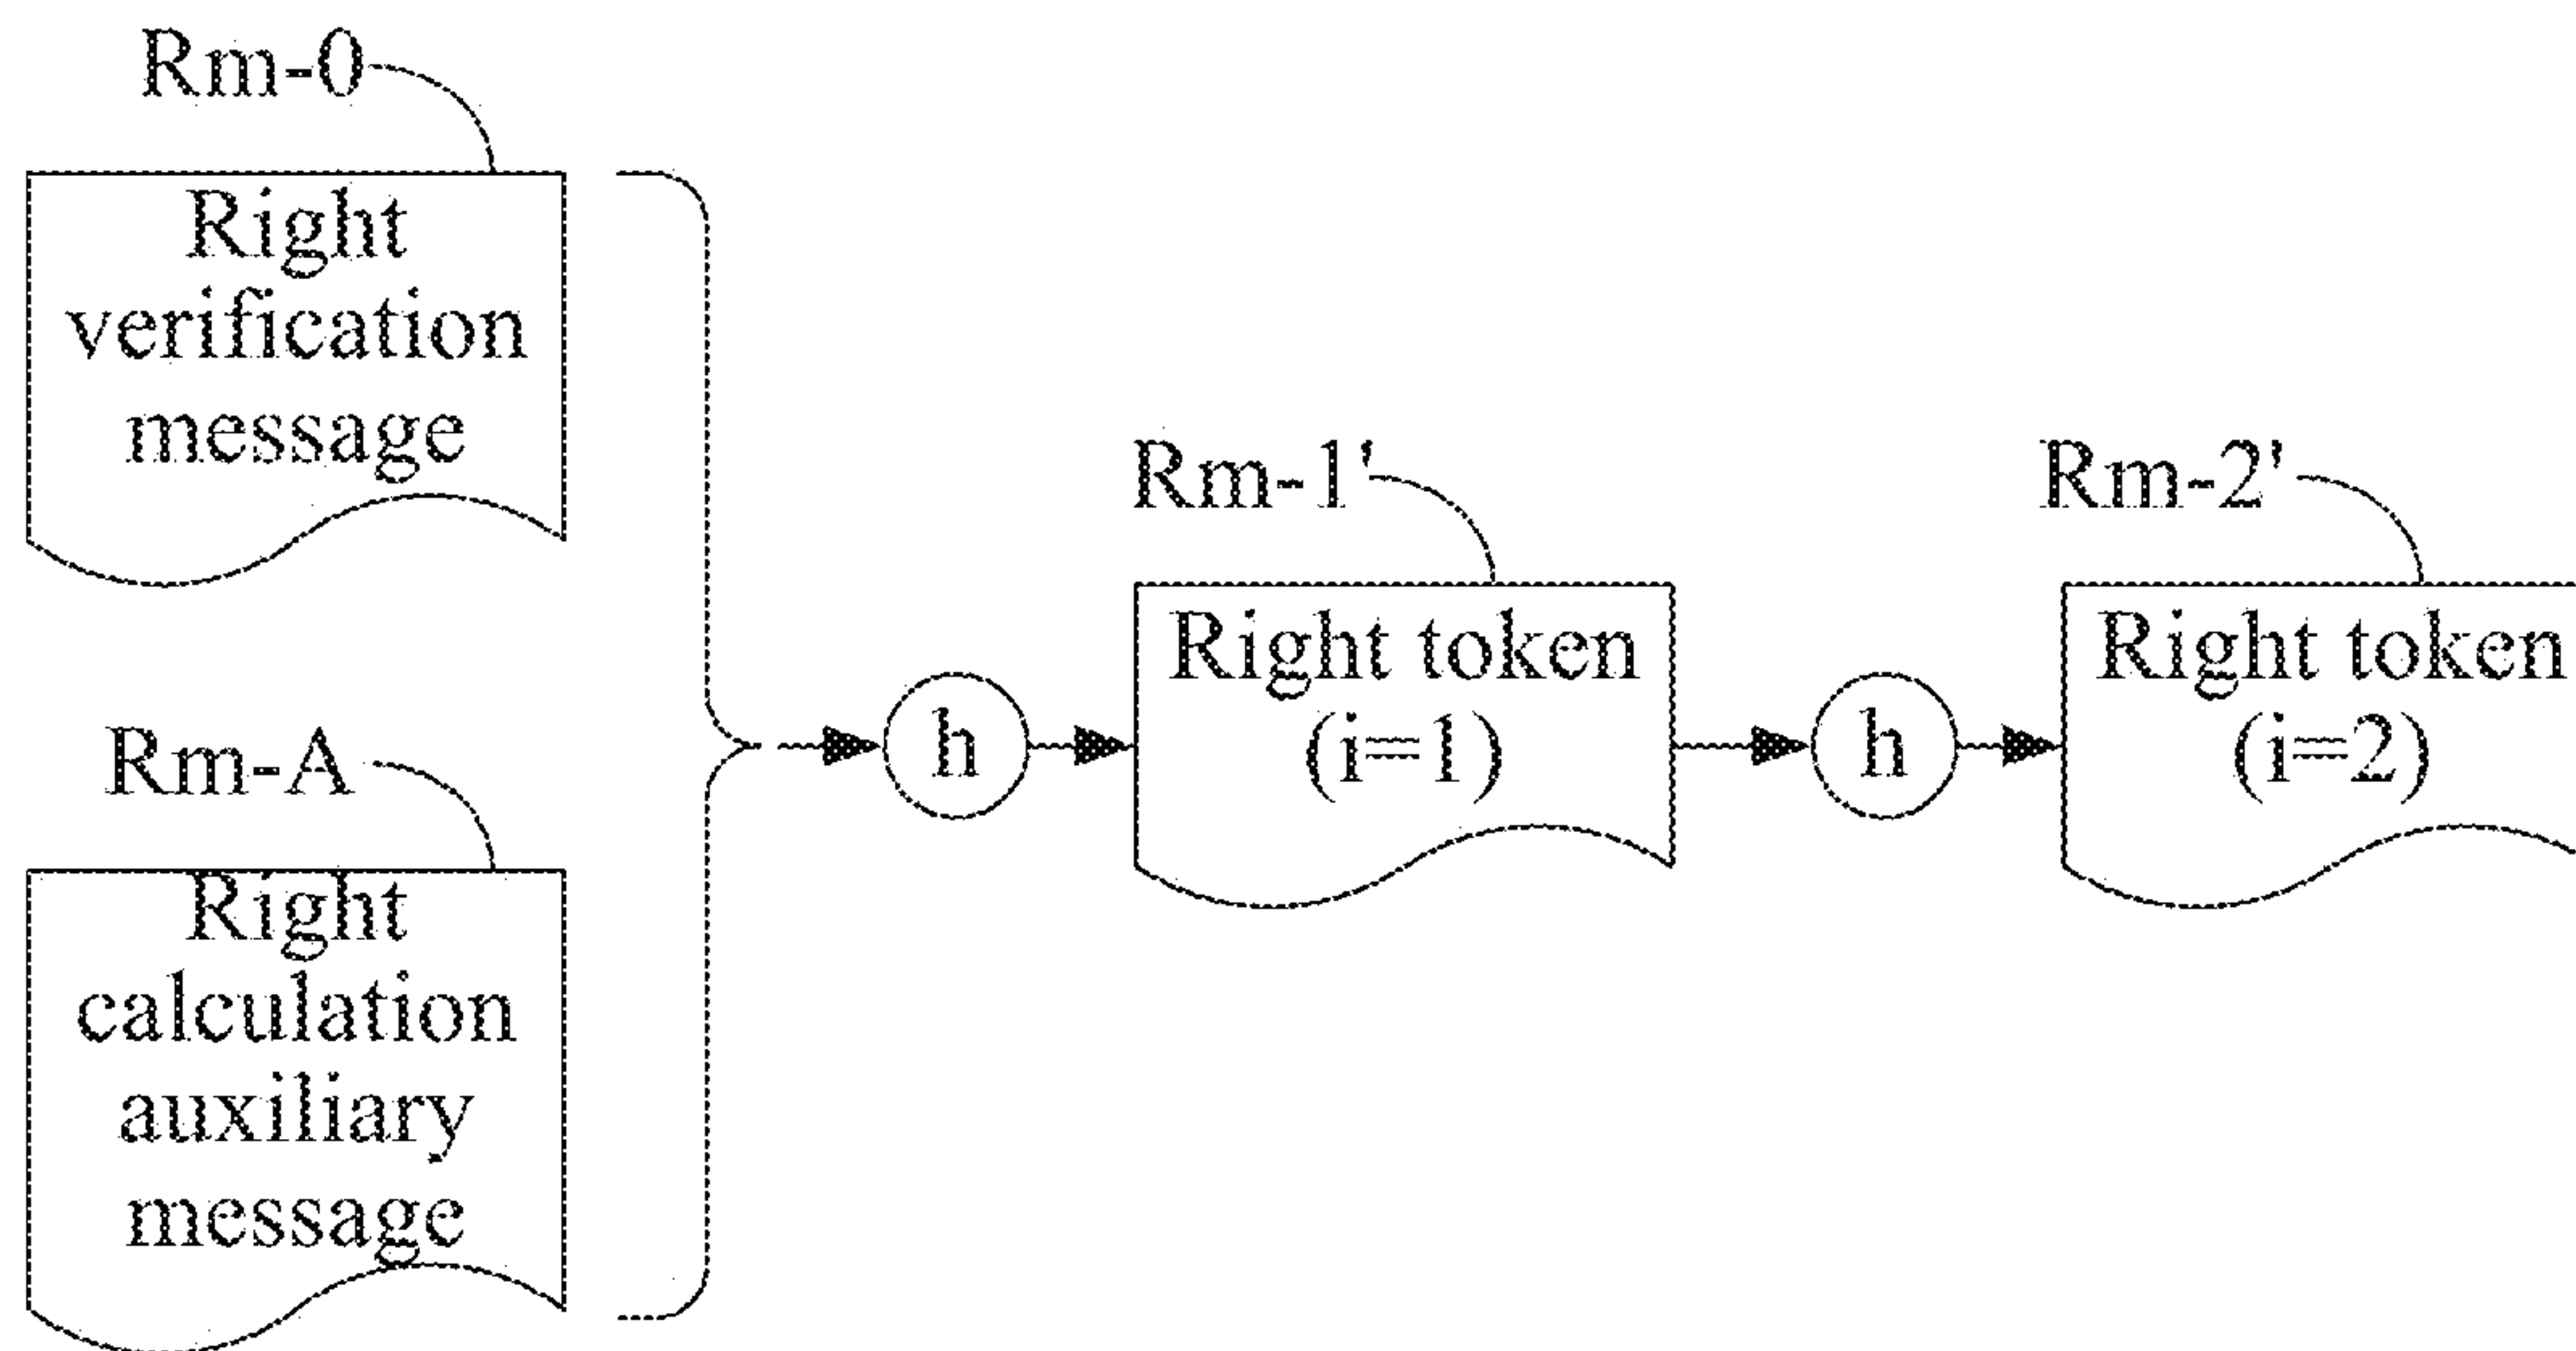 Rm-0
Right
verification
message
Rm-A
Right
calculation
auxiliary
message
h
Rm-1'
Right token
(i=1)
h
Rm-2'
Right token
(i=2)